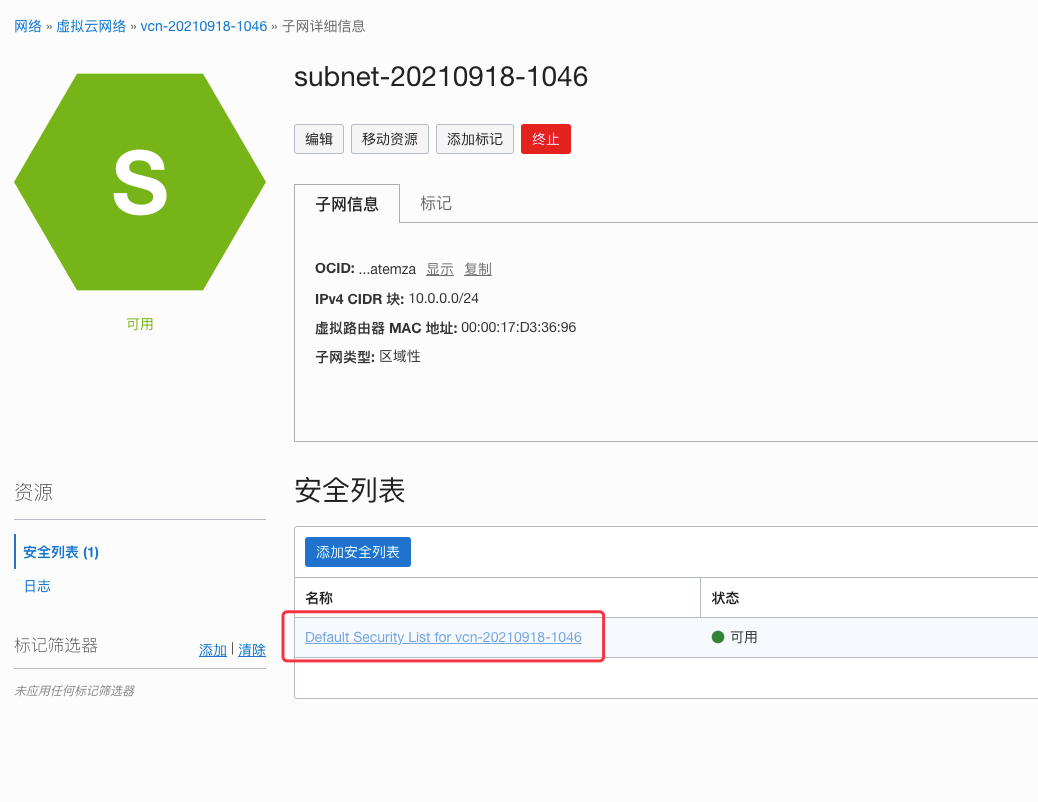 网络 » 虚拟云网络 » vcn-20210918-1046 » 子网详细信息
S
可用
subnet-20210918-1046
编辑 移动资源 添加标记 终止
子网信息 标记
OCID: ...atemza 显示 复制
IPv4 CIDR 块: 10.0.0.0/24
虚拟路由器 MAC 地址: 00:00:17:D3:36:96
子网类型: 区域性
资源
安全列表 (1)
日志
标记筛选器 添加 | 清除
未应用任何标记筛选器
安全列表
添加安全列表
名称 状态
Default Security List for vcn-20210918-1046 可用